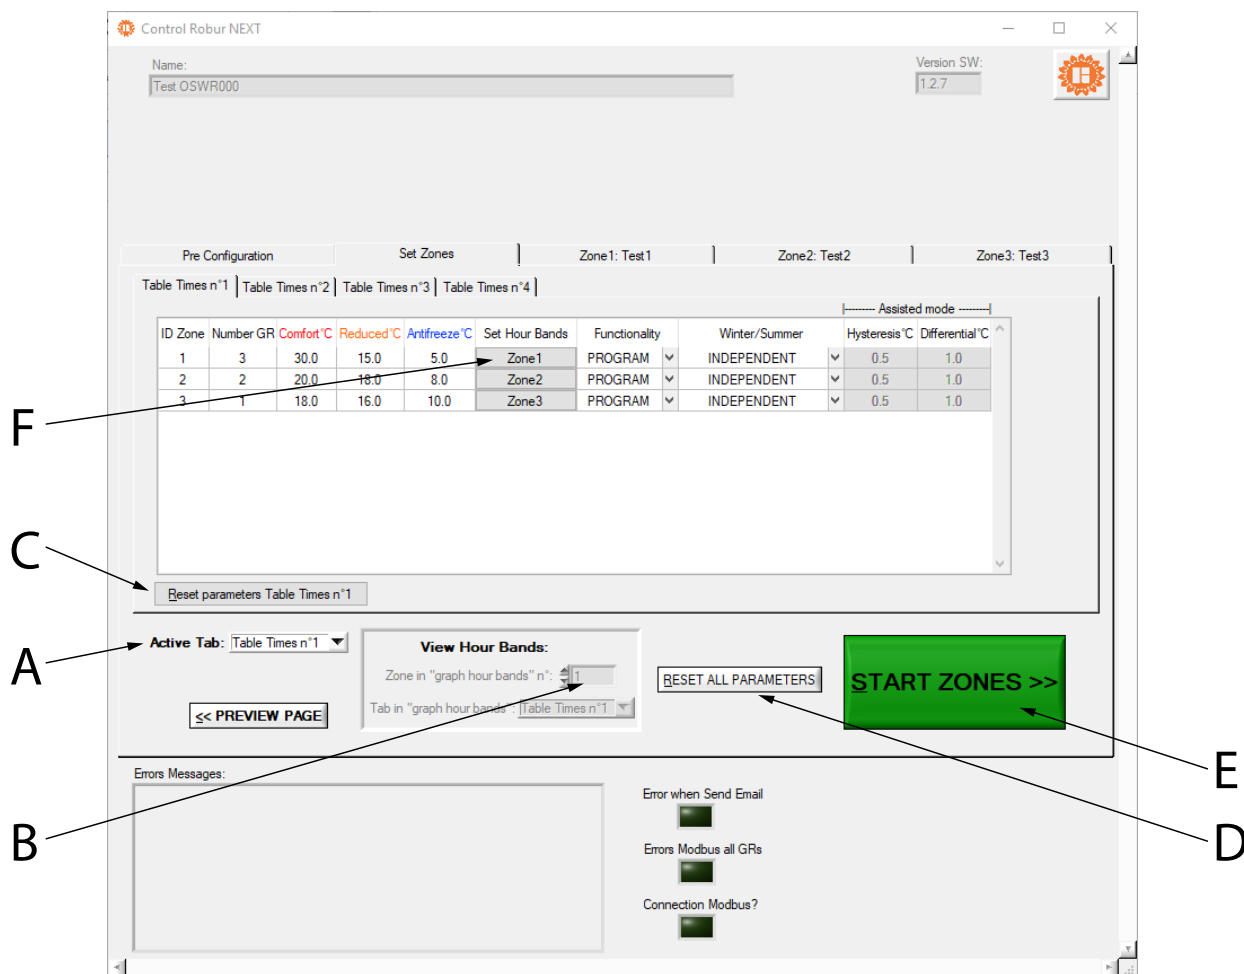 Control Robur NEXT
Name:
Version SW:
Test OSWR000
1.2.7
Pre Configuration Set Zones Zone1: Test1 Zone2: Test2 Zone3: Test3
Table Times n°1 Table Times n°2 Table Times n°3 Table Times n°4
|--------- Assisted mode ---------|
ID Zone Number GR Comfort°C Reduced°C Antifreeze°C Set Hour Bands Functionality Winter/Summer Hysteresis°C Differential°C
1 3 30.0 15.0 5.0 Zone1 PROGRAM INDEPENDENT 0.5 1.0
2 2 20.0 18.0 8.0 Zone2 PROGRAM INDEPENDENT 0.5 1.0
3 1 18.0 16.0 10.0 Zone3 PROGRAM INDEPENDENT 0.5 1.0
F
C
Reset parameters Table Times n°1
Active Tab: Table Times n°1
A
View Hour Bands:
Zone in "graph hour bands" n°: 1
Tab in "graph hour bands": Table Times n°1
RESET ALL PARAMETERS
START ZONES >>
<< PREVIEW PAGE
E
Errors Messages:
B
D
Error when Send Email
Errors Modbus all GRs
Connection Modbus?